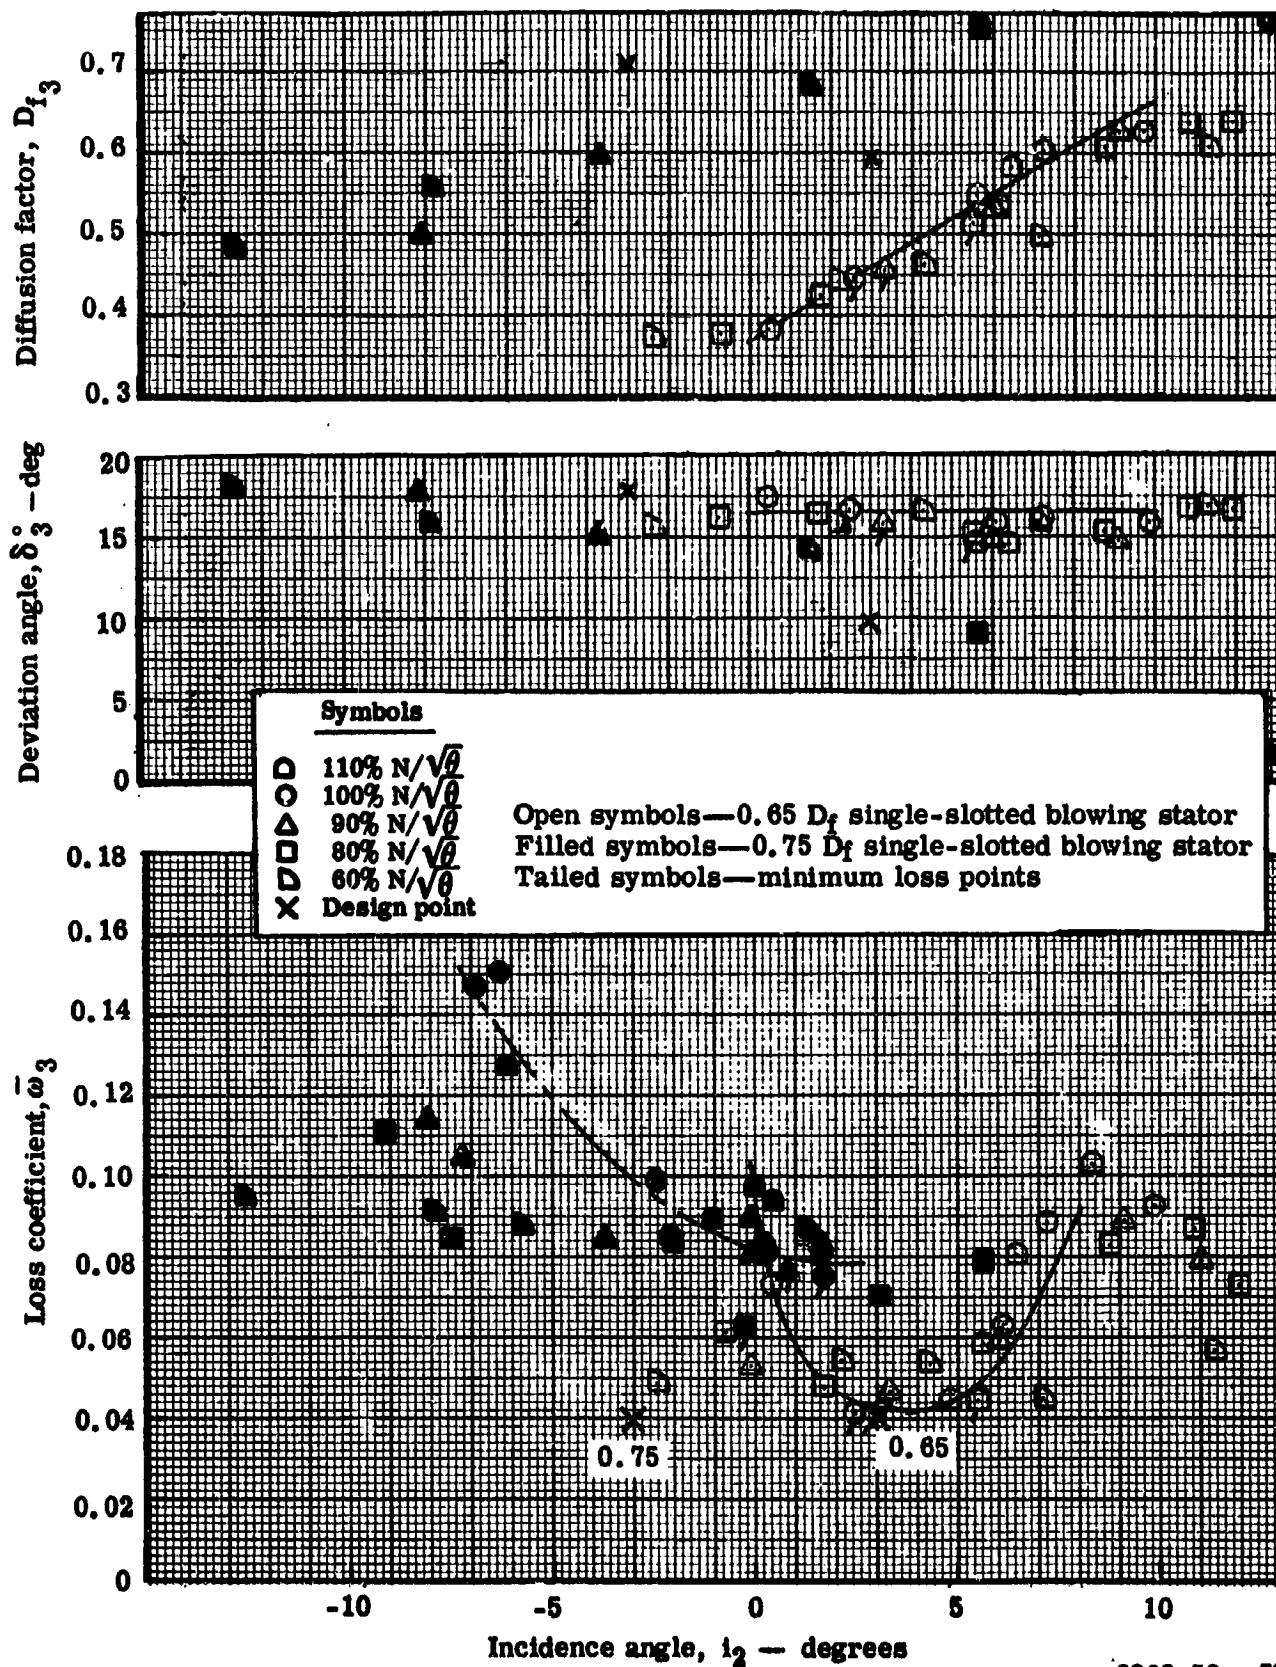 Diffusion factor, Df3
0.7
0.6
0.5
0.4
0.3
Deviation angle, δ°3 — deg
20
15
10
5
0
Symbols
110% N/√θ
100% N/√θ
90% N/√θ
80% N/√θ
60% N/√θ
Design point
Open symbols—0.65 Df single-slotted blowing stator
Filled symbols—0.75 Df single-slotted blowing stator
Tailed symbols—minimum loss points
Loss coefficient, ω̄3
0.18
0.16
0.14
0.12
0.10
0.08
0.06
0.04
0.02
0
0.75
0.65
-10 -5 0 5 10
Incidence angle, i2 — degrees